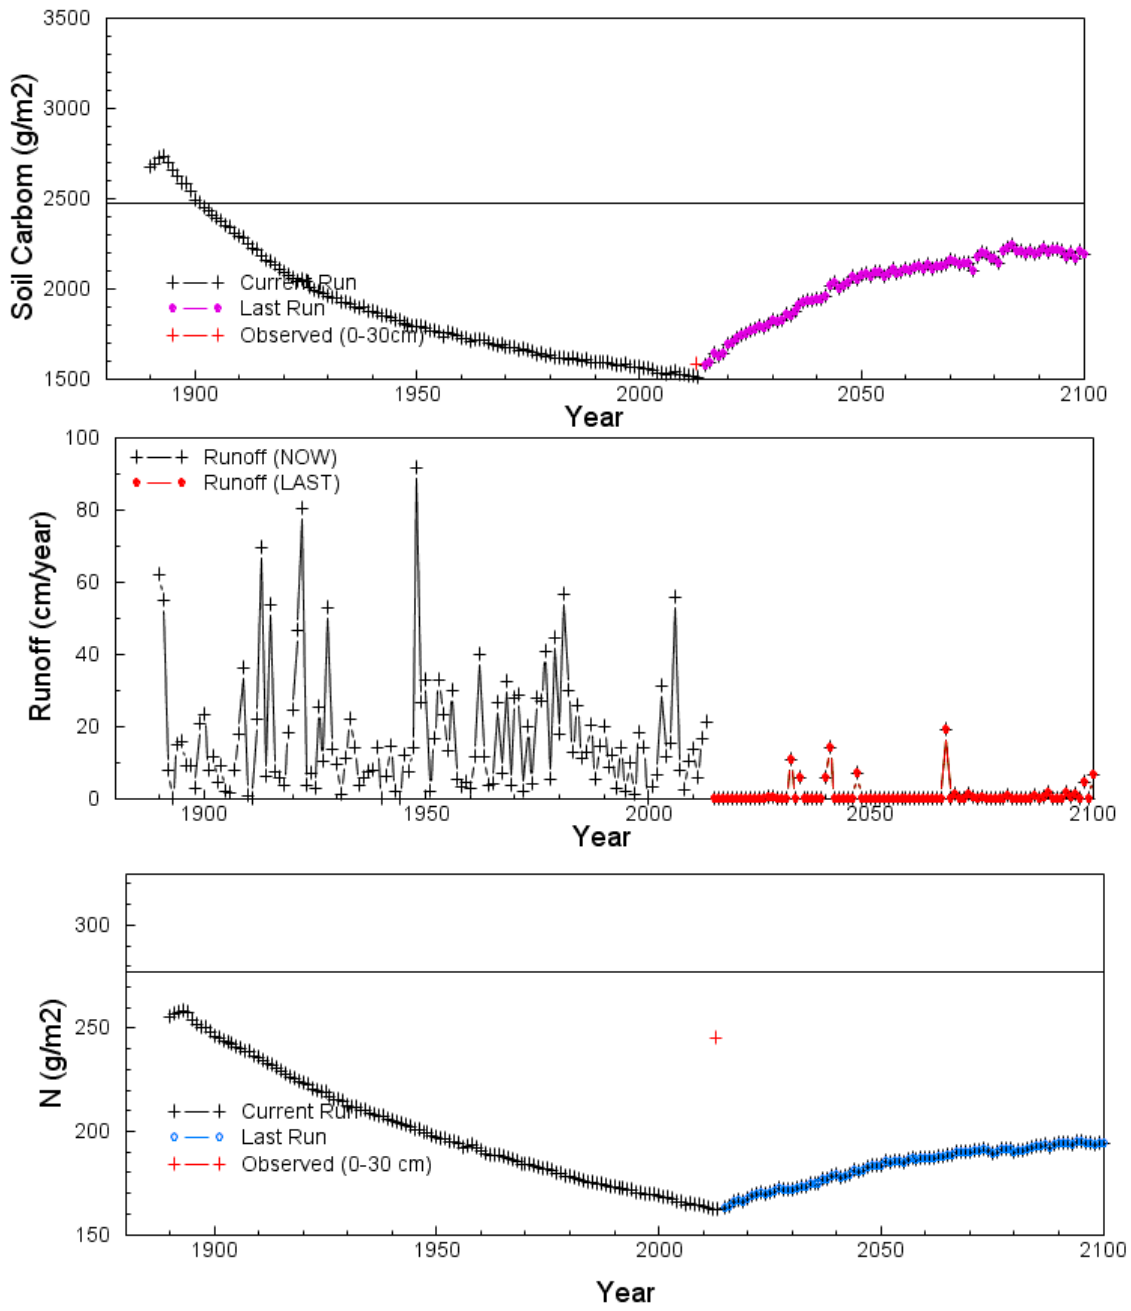 3500
3000
2500
2000
1500
Soil Carbom (g/m2)
Current Run
Last Run
Observed (0-30cm)
1900
1950
2000
2050
2100
Year
100
80
60
40
20
0
Runoff (cm/year)
Runoff (NOW)
Runoff (LAST)
1900
1950
2000
2050
2100
Year
300
250
200
150
N (g/m2)
Current Run
Last Run
Observed (0-30 cm)
1900
1950
2000
2050
2100
Year